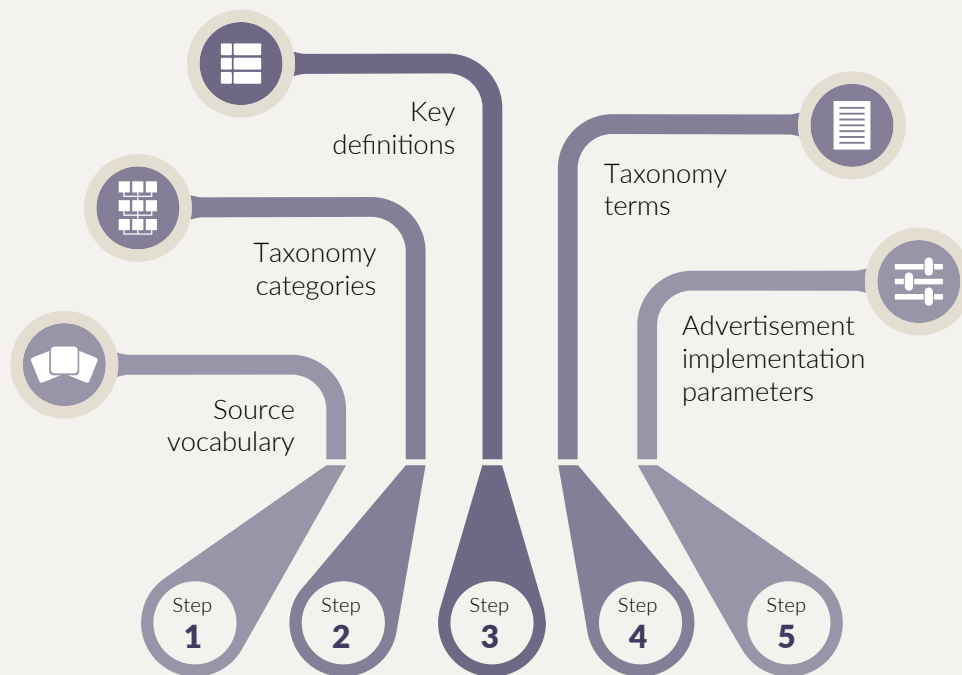 Key
definitions
Taxonomy
terms
Taxonomy
categories
Advertisement
implementation
parameters
Source
vocabulary
Step
1
Step
2
Step
3
Step
4
Step
5